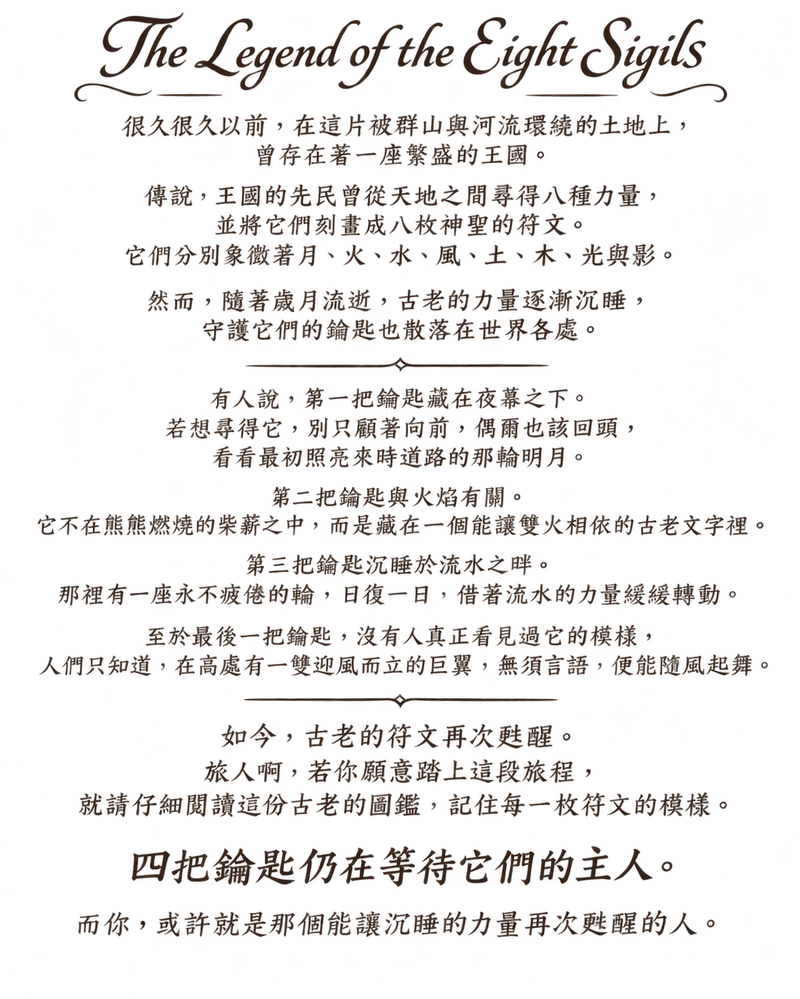 The Legend of the Eight Sigils
很久很久以前，在這片被群山與河流環繞的土地上，
曾存在著一座繁盛的王國。
傳說，王國的先民曾從天地之間尋得八種力量，
並將它們刻畫成八枚神聖的符文。
它們分別象徵著月、火、水、風、土、木、光與影。
然而，隨著歲月流逝，古老的力量逐漸沉睡，
守護它們的鑰匙也散落在世界各處。
有人說，第一把鑰匙藏在夜幕之下。
若想尋得它，別只顧著向前，偶爾也該回頭，
看看最初照亮來時道路的那輪明月。
第二把鑰匙與火焰有關。
它不在熊熊燃燒的柴薪之中，而是藏在一個能讓雙火相依的古老文字裡。
第三把鑰匙沉睡於流水之畔。
那裡有一座永不疲倦的輪，日復一日，借著流水的力量緩緩轉動。
至於最後一把鑰匙，沒有人真正看見過它的模樣，
人們只知道，在高處有一雙迎風而立的巨翼，無須言語，便能隨風起舞。
如今，古老的符文再次甦醒。
旅人啊，若你願意踏上這段旅程，
就請仔細閱讀這份古老的圖鑑，記住每一枚符文的模樣。
四把鑰匙仍在等待它們的主人。
而你，或許就是那個能讓沉睡的力量再次甦醒的人。